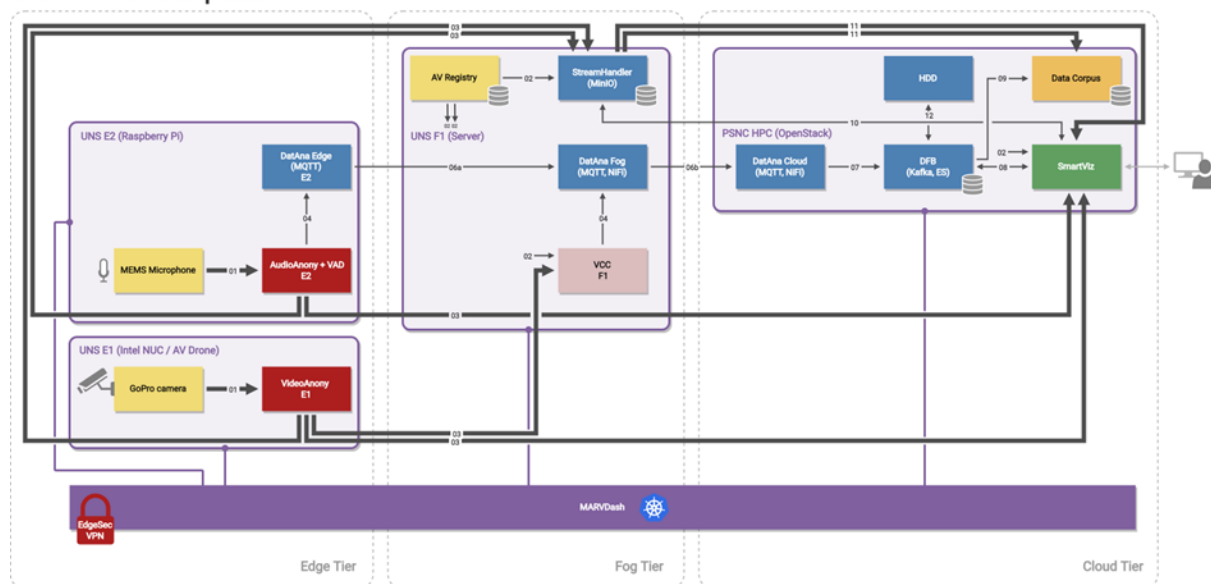 03
03
11
11
AV Registry
02
StreamHandler
(MinIO)
HDD
09
Data Corpus
02 02
UNS F1 (Server)
10
12
PSNC HPC (OpenStack)
UNS E2 (Raspberry Pi)
DatAna Edge
(MQTT)
E2
06a
DatAna Fog
(MQTT, NiFi)
06b
DatAna Cloud
(MQTT, NiFi)
07
DFB
(Kafka, ES)
02
08
SmartViz
04
04
MEMS Microphone
01
AudioAnony + VAD
E2
02
VCC
F1
03
UNS E1 (Intel NUC / AV Drone)
GoPro camera
01
VideoAnony
E1
03
03
MARVDash
EdgeSec
VPN
Edge Tier
Fog Tier
Cloud Tier